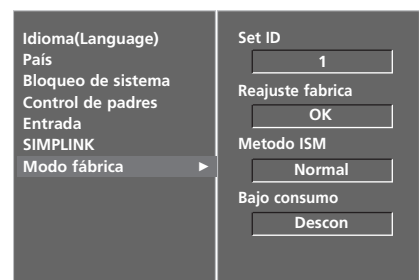 Idioma(Language)
País
Bloqueo de sistema
Control de padres
Entrada
SIMPLINK
Modo fábrica ►
Set ID
1
Reajuste fabrica
OK
Metodo ISM
Normal
Bajo consumo
Descon